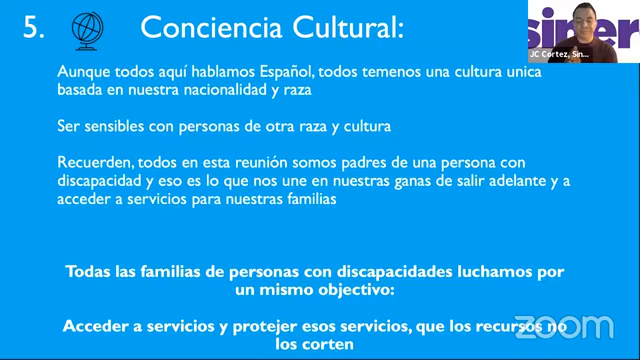 5. Conciencia Cultural:
siner
JC Cortez, Sin...
Aunque todos aquí hablamos Español, todos temenos una cultura unica
basada en nuestra nacionalidad y raza
Ser sensibles con personas de otra raza y cultura
Recuerden, todos en esta reunión somos padres de una persona con
discapacidad y eso es lo que nos une en nuestras ganas de salir adelante y a
acceder a servicios para nuestras familias
Todas las familias de personas con discapacidades luchamos por
un mismo objectivo:
Acceder a servicios y protejer esos servicios, que los recursos no
los corten
zoom